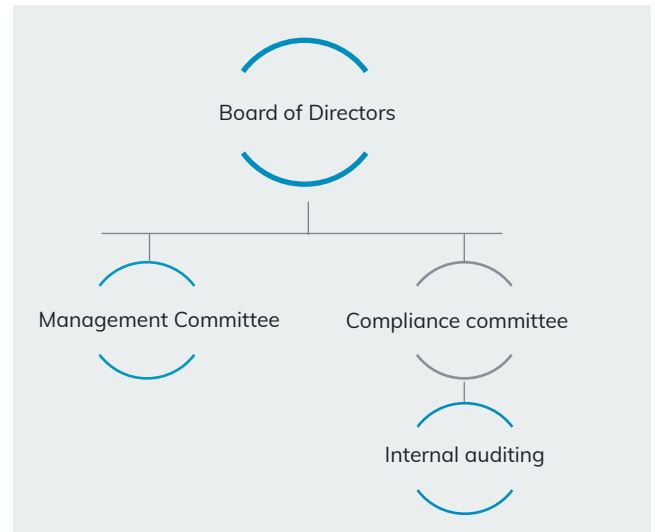 Board of Directors
Management Committee
Compliance committee
Internal auditing